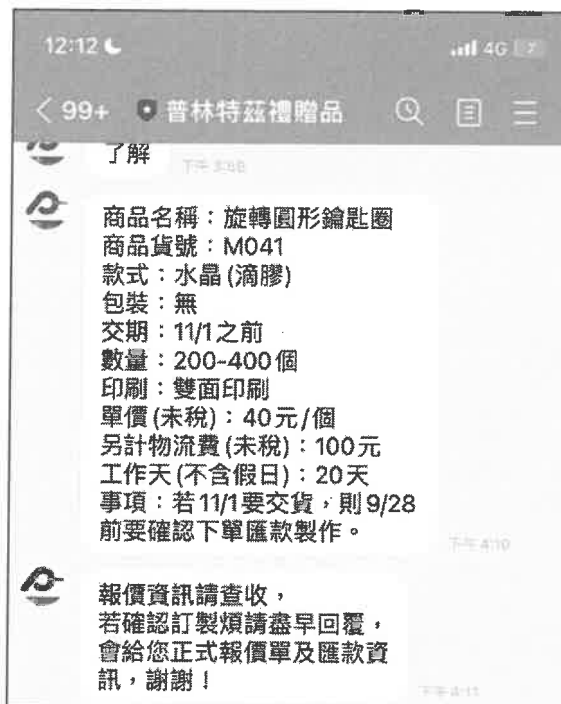 12:12
4G
99+ 普林特茲禮贈品
了解
商品名稱：旋轉圓形鑰匙圈
商品貨號：M041
款式：水晶(滴膠)
包裝：無
交期：11/1之前
數量：200-400個
印刷：雙面印刷
單價(未稅)：40元/個
另計物流費(未稅)：100元
工作天(不含假日)：20天
事項：若11/1要交貨，則9/28
前要確認下單匯款製作。
下午 4:10
報價資訊請查收，
若確認訂製煩請盡早回覆，
會給您正式報價單及匯款資
訊，謝謝！